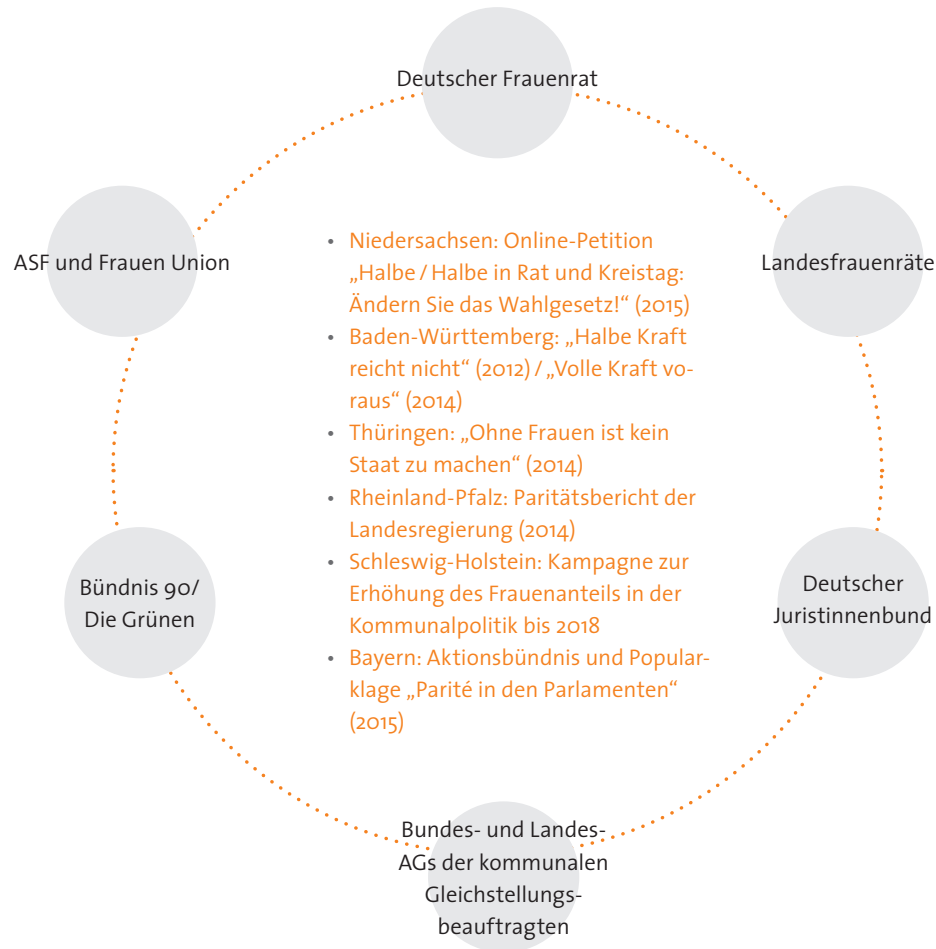 Deutscher Frauenrat
ASF und Frauen Union
Landesfrauenräte
• Niedersachsen: Online-Petition
„Halbe / Halbe in Rat und Kreistag:
Ändern Sie das Wahlgesetz!“ (2015)
• Baden-Württemberg: „Halbe Kraft
reicht nicht“ (2012) / „Volle Kraft vo-
raus“ (2014)
• Thüringen: „Ohne Frauen ist kein
Staat zu machen“ (2014)
• Rheinland-Pfalz: Paritätsbericht der
Landesregierung (2014)
• Schleswig-Holstein: Kampagne zur
Erhöhung des Frauenanteils in der
Kommunalpolitik bis 2018
• Bayern: Aktionsbündnis und Popular-
klage „Parité in den Parlamenten“
(2015)
Bündnis 90/
Die Grünen
Deutscher
Juristinnenbund
Bundes- und Landes-
AGs der kommunalen
Gleichstellungs-
beauftragten